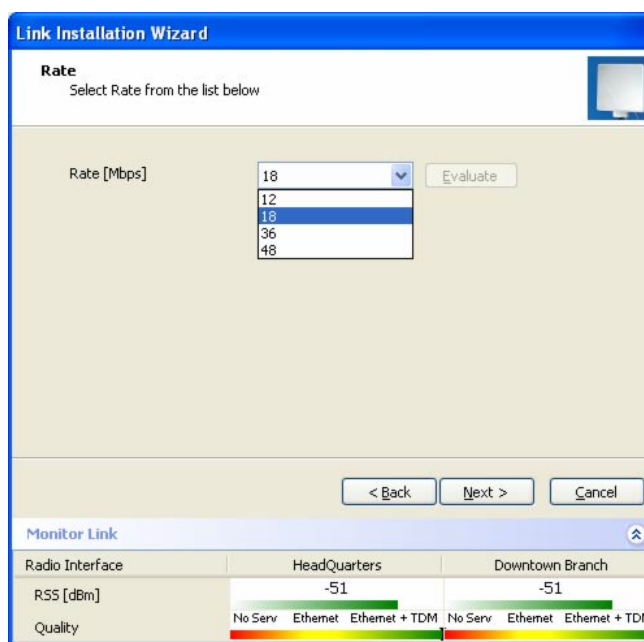 Link Installation Wizard
Rate
Select Rate from the list below
Rate [Mbps] 18 Evaluate
12
18
36
48
< Back Next > Cancel
Monitor Link
Radio Interface HeadQuarters Downtown Branch
RSS [dBm] -51 -51
Quality No Serv Ethernet Ethernet + TDM No Serv Ethernet Ethernet + TDM